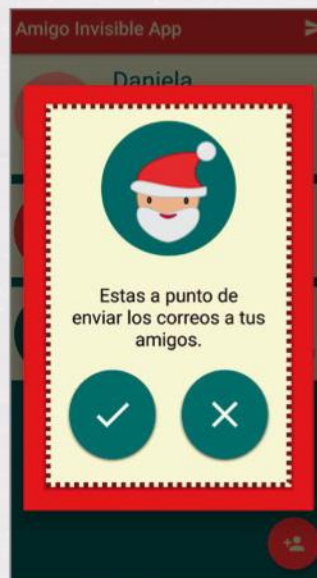 Amigo Invisible App
Daniela
Estas a punto de
enviar los correos a tus
amigos.